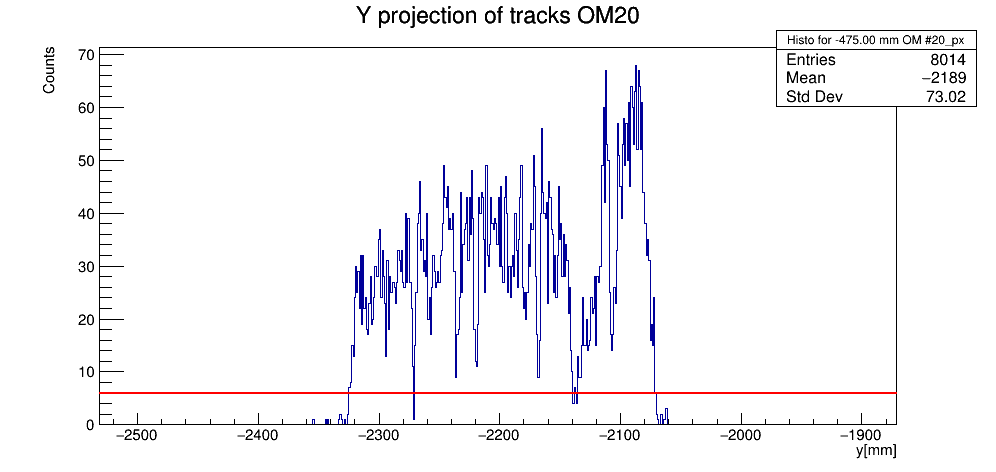 Y projection of tracks OM20
Histo for -475.00 mm OM #20_px
Entries 8014
Mean −2189
Std Dev 73.02
Counts
70
60
50
40
30
20
10
0
−2500 −2400 −2300 −2200 −2100 −2000 −1900
y[mm]